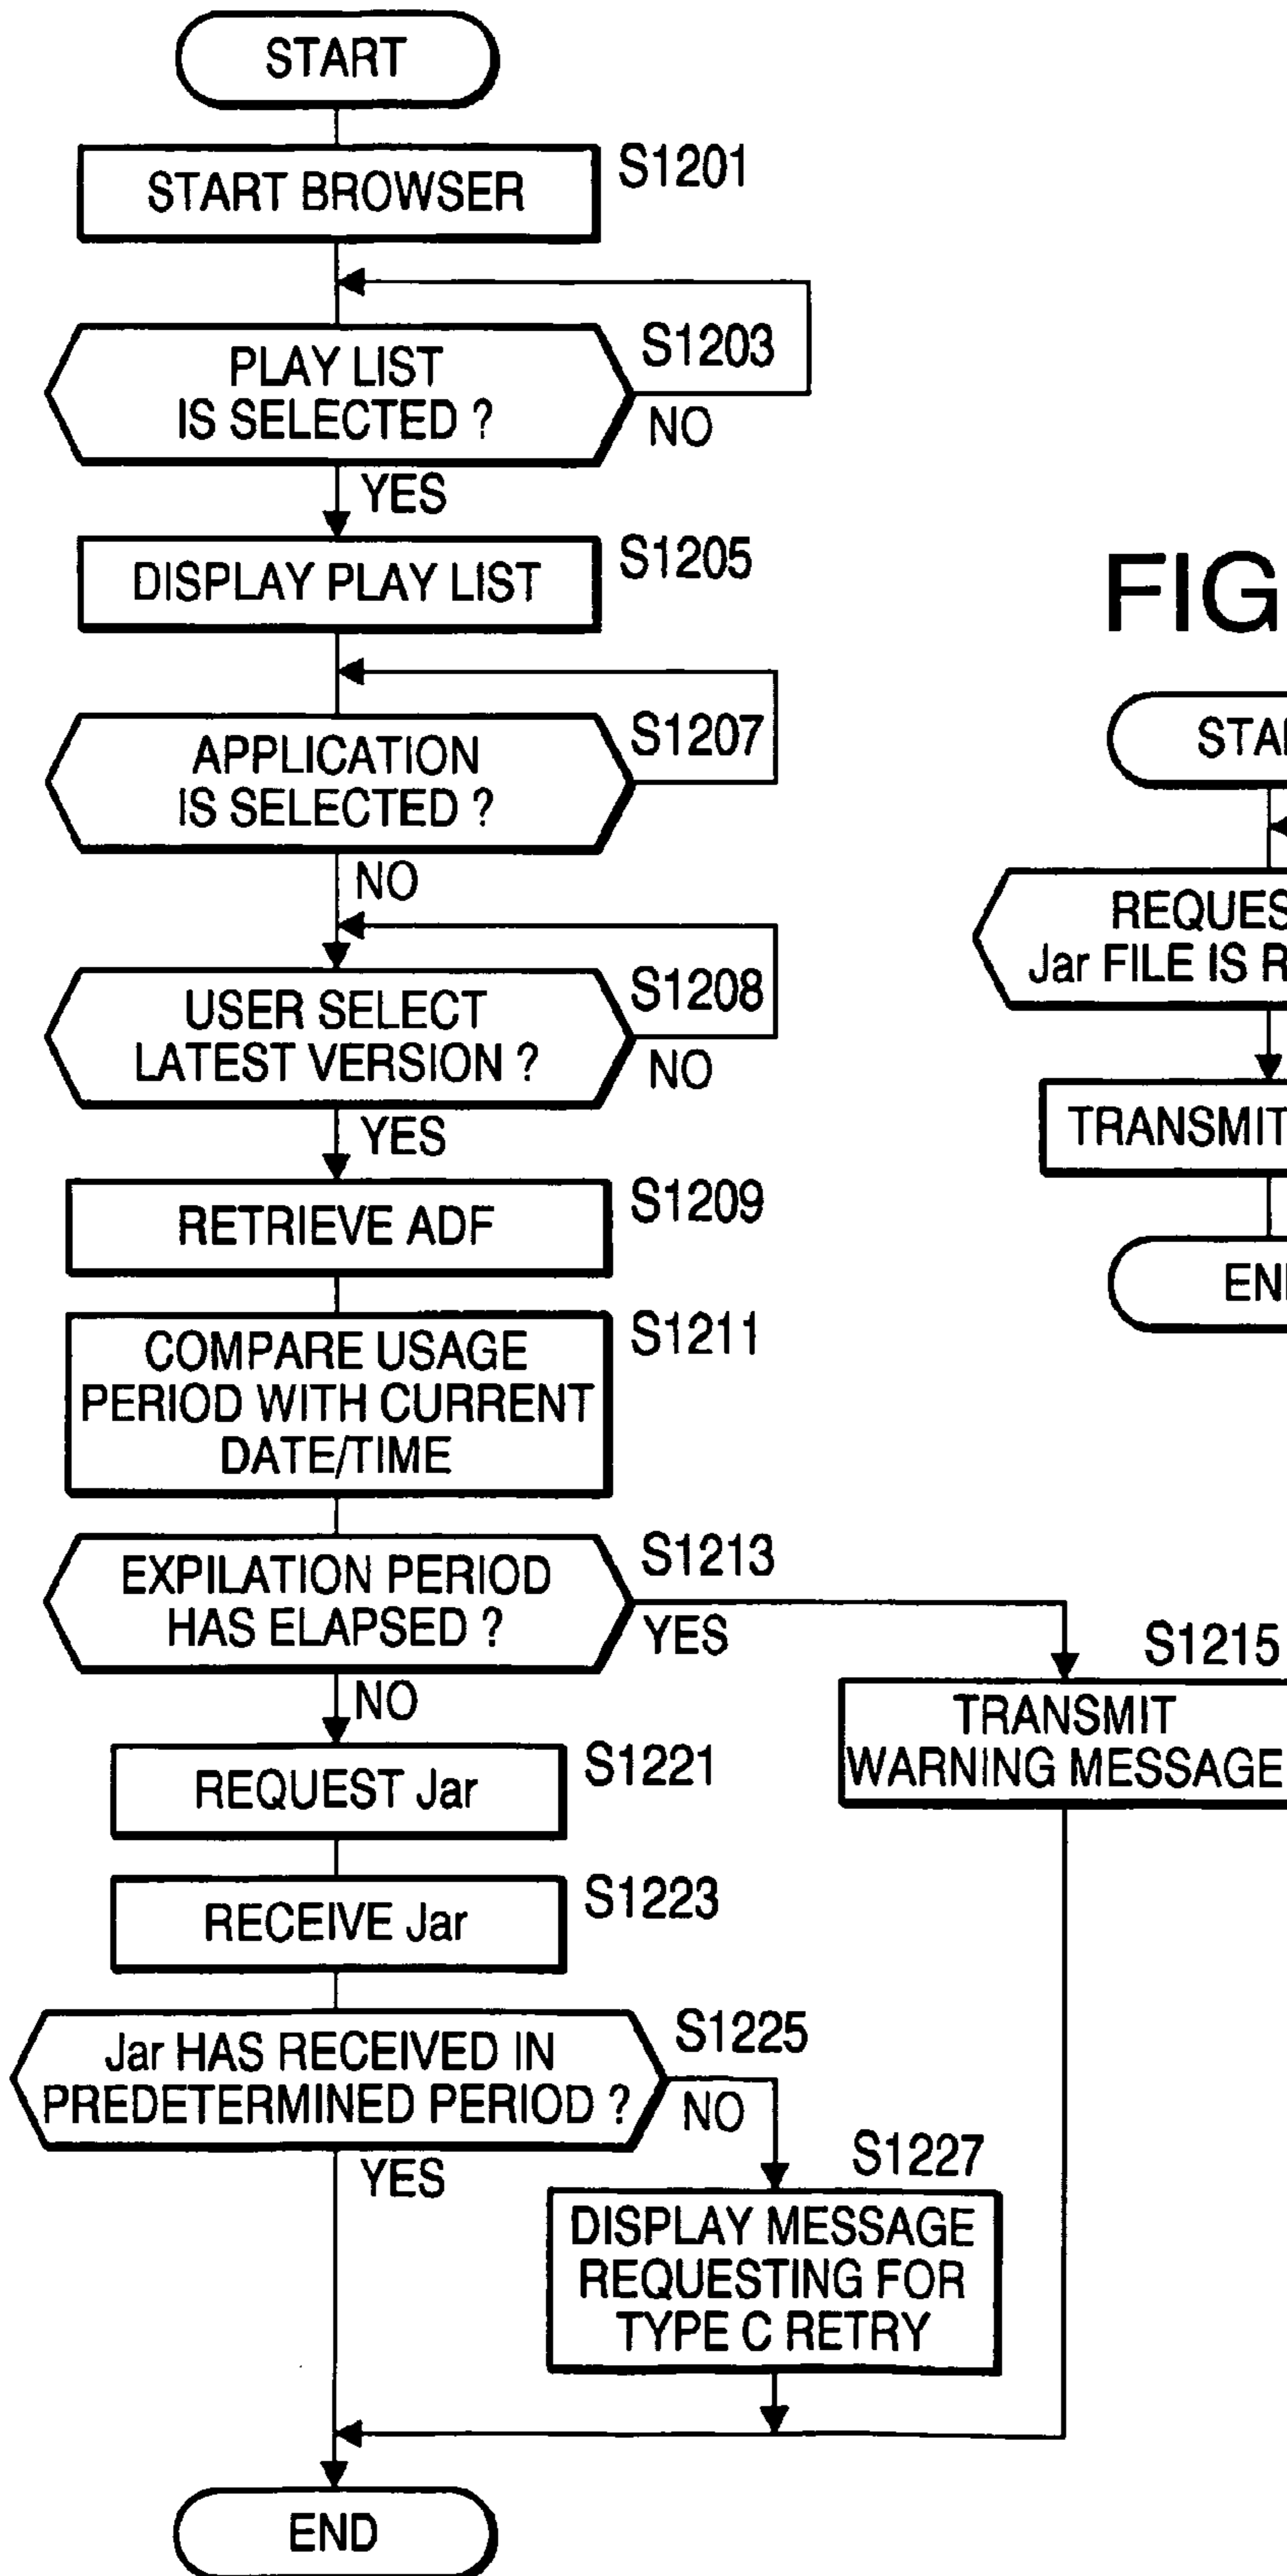 START
START BROWSER
S1201
PLAY LIST
IS SELECTED ?
S1203
NO
YES
DISPLAY PLAY LIST
S1205
APPLICATION
IS SELECTED ?
S1207
NO
USER SELECT
LATEST VERSION ?
S1208
NO
YES
RETRIEVE ADF
S1209
COMPARE USAGE
PERIOD WITH CURRENT
DATE/TIME
S1211
EXPILATION PERIOD
HAS ELAPSED ?
S1213
YES
NO
S1215
TRANSMIT
WARNING MESSAGE
REQUEST Jar
S1221
RECEIVE Jar
S1223
Jar HAS RECEIVED IN
PREDETERMINED PERIOD ?
S1225
NO
YES
S1227
DISPLAY MESSAGE
REQUESTING FOR
TYPE C RETRY
END
FIG
Jar FILE IS
TRANSMIT